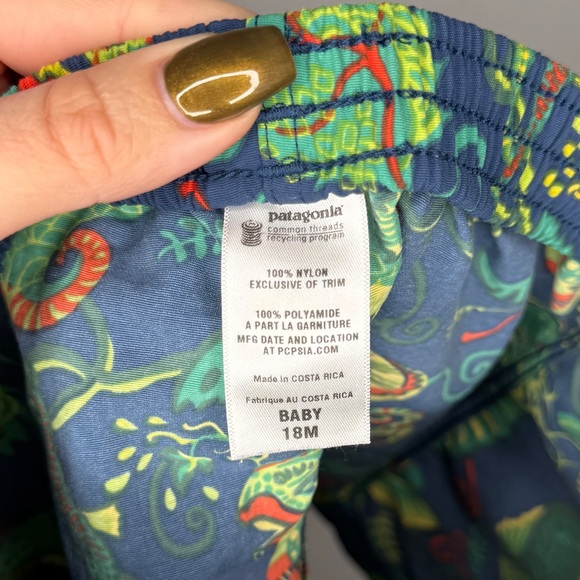 patagonia
common threads
recycling program
100% NYLON
EXCLUSIVE OF TRIM
100% POLYAMIDE
A PART LA GARNITURE
MFG DATE AND LOCATION
AT PCPSIA.COM
Made in COSTA RICA
Fabrique AU COSTA RICA
BABY
18M